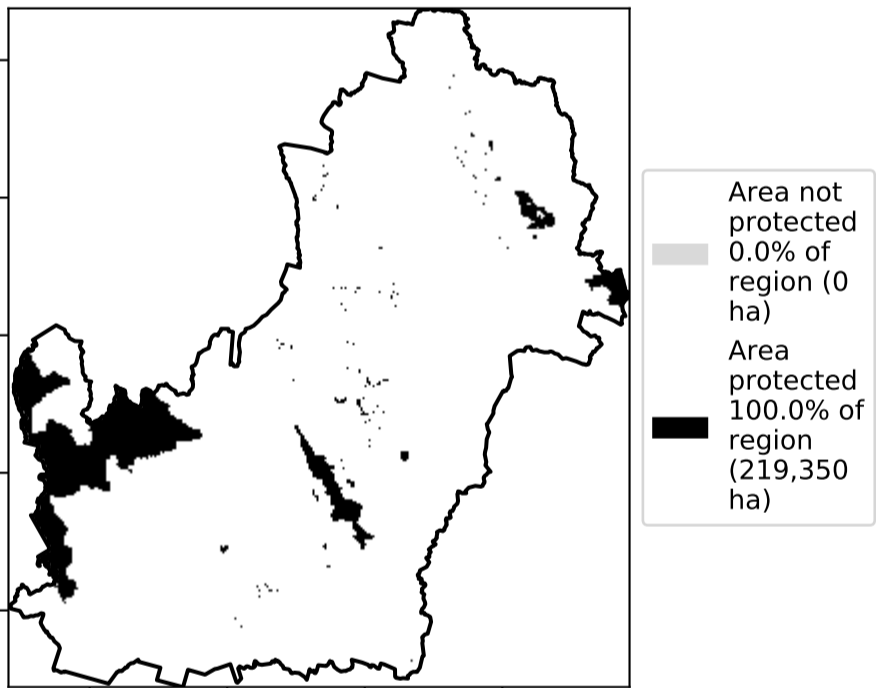 Area not
protected
0.0% of
region (0
ha)
Area
protected
100.0% of
region
(219,350
ha)